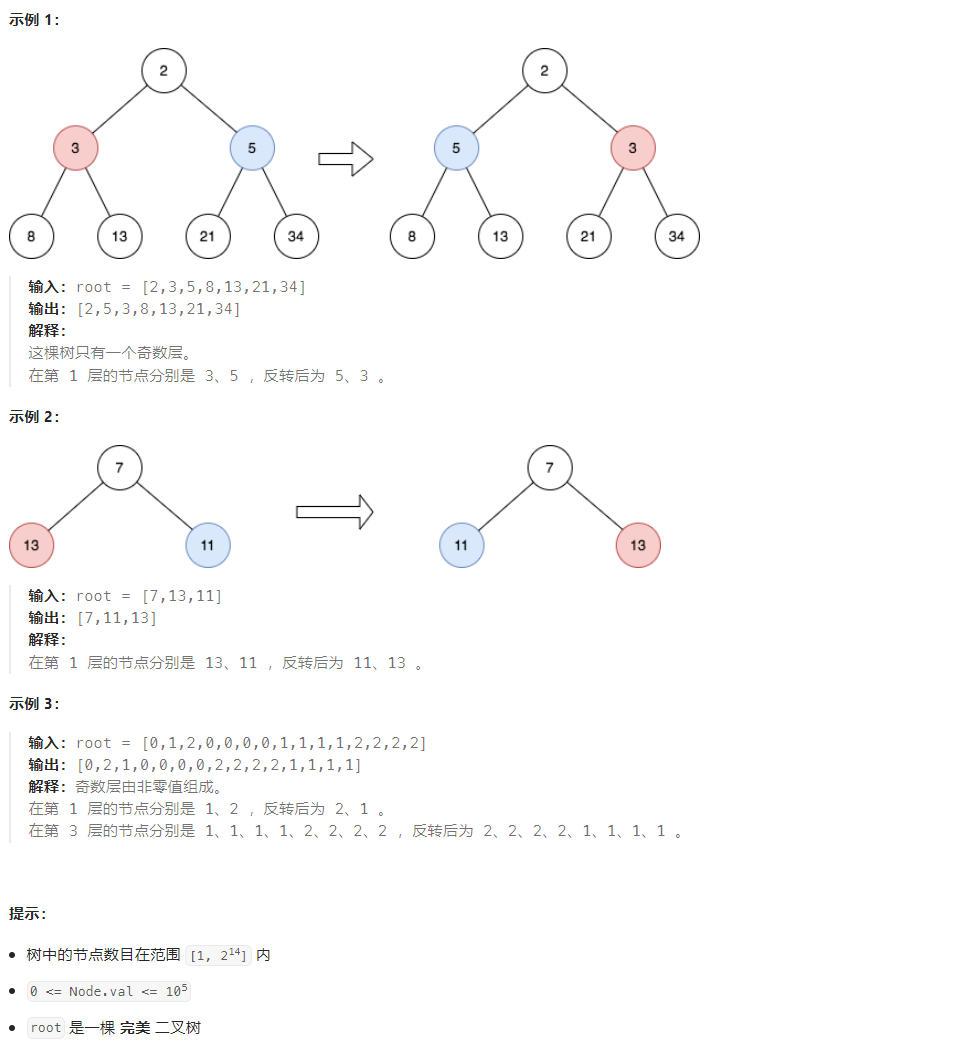 示例 1：
2 2
3 5 5 3
8 13 21 34 8 13 21 34
输入：root = [2,3,5,8,13,21,34]
输出：[2,5,3,8,13,21,34]
解释：
这棵树只有一个奇数层。
在第 1 层的节点分别是 3、5 ，反转后为 5、3 。
示例 2：
7 7
13 11 11 13
输入：root = [7,13,11]
输出：[7,11,13]
解释：
在第 1 层的节点分别是 13、11 ，反转后为 11、13 。
示例 3：
输入：root = [0,1,2,0,0,0,0,1,1,1,1,2,2,2,2]
输出：[0,2,1,0,0,0,0,2,2,2,2,1,1,1,1]
解释：奇数层由非零值组成。
在第 1 层的节点分别是 1、2 ，反转后为 2、1 。
在第 3 层的节点分别是 1、1、1、1、2、2、2、2 ，反转后为 2、2、2、2、1、1、1、1 。
提示：
• 树中的节点数目在范围 [1, 2¹⁴] 内
• 0 <= Node.val <= 10⁵
• root 是一棵 完美 二叉树